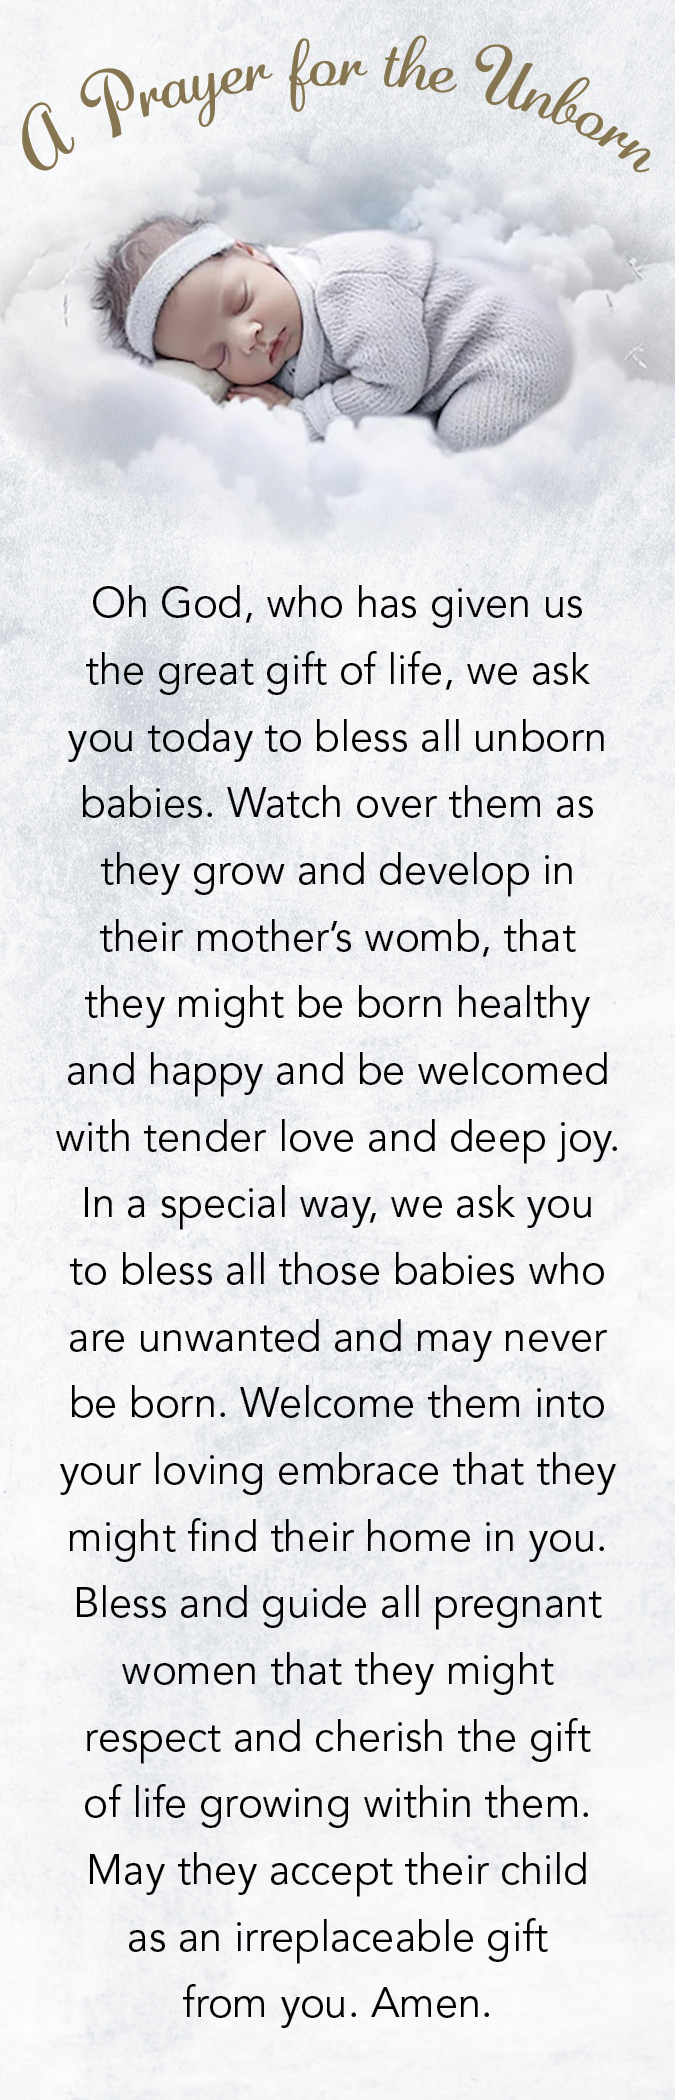 A Prayer for the Unborn
Oh God, who has given us
the great gift of life, we ask
you today to bless all unborn
babies. Watch over them as
they grow and develop in
their mother’s womb, that
they might be born healthy
and happy and be welcomed
with tender love and deep joy.
In a special way, we ask you
to bless all those babies who
are unwanted and may never
be born. Welcome them into
your loving embrace that they
might find their home in you.
Bless and guide all pregnant
women that they might
respect and cherish the gift
of life growing within them.
May they accept their child
as an irreplaceable gift
from you. Amen.